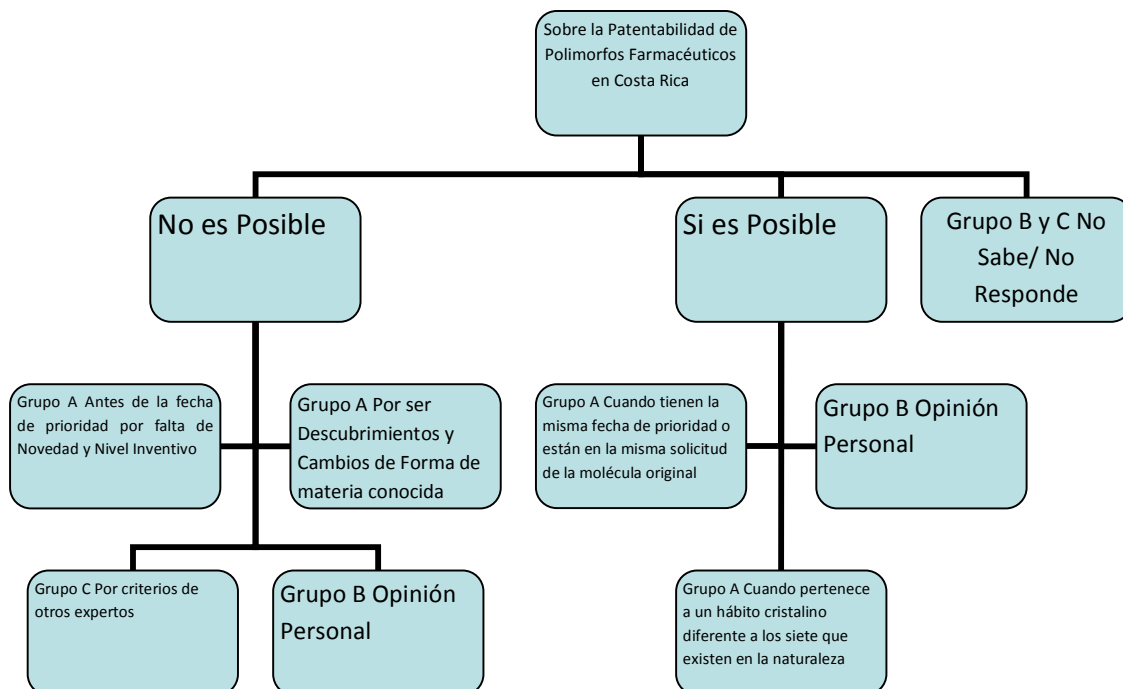 Sobre la Patentabilidad de
Polimorfos Farmacéuticos
en Costa Rica
No es Posible
Si es Posible
Grupo B y C No
Sabe/ No
Responde
Grupo A Antes de la fecha
de prioridad por falta de
Novedad y Nivel Inventivo
Grupo A Por ser
Descubrimientos y
Cambios de Forma de
materia conocida
Grupo A Cuando tienen la
misma fecha de prioridad o
están en la misma solicitud
de la molécula original
Grupo B Opinión
Personal
Grupo C Por criterios de
otros expertos
Grupo B Opinión
Personal
Grupo A Cuando pertenece
a un hábito cristalino
diferente a los siete que
existen en la naturaleza